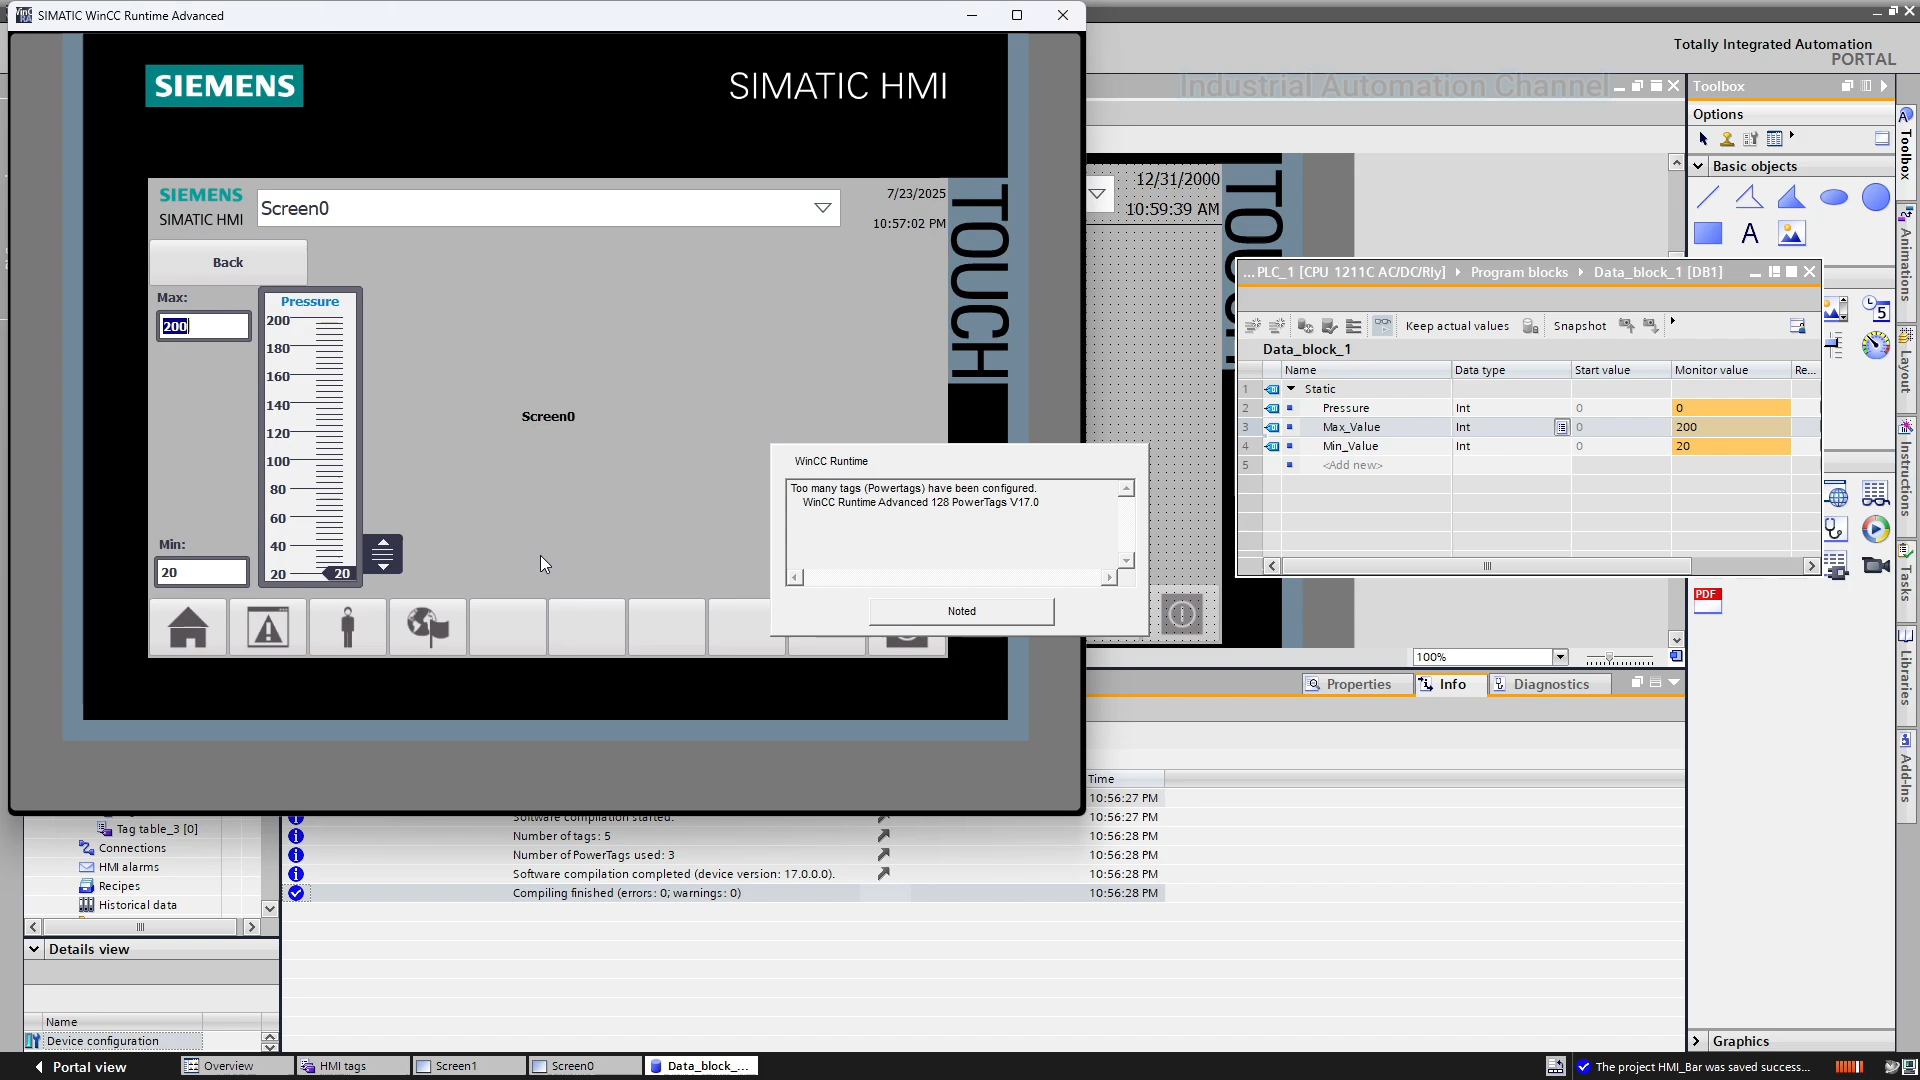 SIMATIC WinCC Runtime Advanced
Totally Integrated Automation
PORTAL
SIEMENS
SIMATIC HMI
Industrial Automation Channel
Toolbox
Options
Basic objects
SIEMENS
SIMATIC HMI
Screen0
7/23/2025
10:57:02 PM
TOUCH
12/31/2000
10:59:39 AM
Back
Max:
200
Pressure
200
180
160
140
120
100
80
60
40
20
20
Min:
20
Screen0
WinCC Runtime
Too many tags (Powertags) have been configured.
WinCC Runtime Advanced 128 PowerTags V17.0
Noted
...PLC_1 [CPU 1211C AC/DC/Rly] Program blocks Data_block_1 [DB1]
Keep actual values Snapshot
Data_block_1
Name Data type Start value Monitor value Re...
1 Static
2 Pressure Int 0 0
3 Max_Value Int 0 200
4 Min_Value Int 0 20
5 <Add new>
5
PDF
100%
Properties Info Diagnostics
Toolbox
Animations
Layout
Instructions
Tasks
Libraries
Add-Ins
Time
10:56:27 PM
Software compilation started. 10:56:27 PM
Number of tags: 5 10:56:28 PM
Number of PowerTags used: 3 10:56:28 PM
Software compilation completed (device version: 17.0.0.0). 10:56:28 PM
Compiling finished (errors: 0; warnings: 0) 10:56:28 PM
Tag table_3 [0]
Connections
HMI alarms
Recipes
Historical data
Details view
Name
Device configuration
Graphics
Portal view
Overview
HMI tags
Screen1
Screen0
Data_block_...
The project HMI_Bar was saved success...